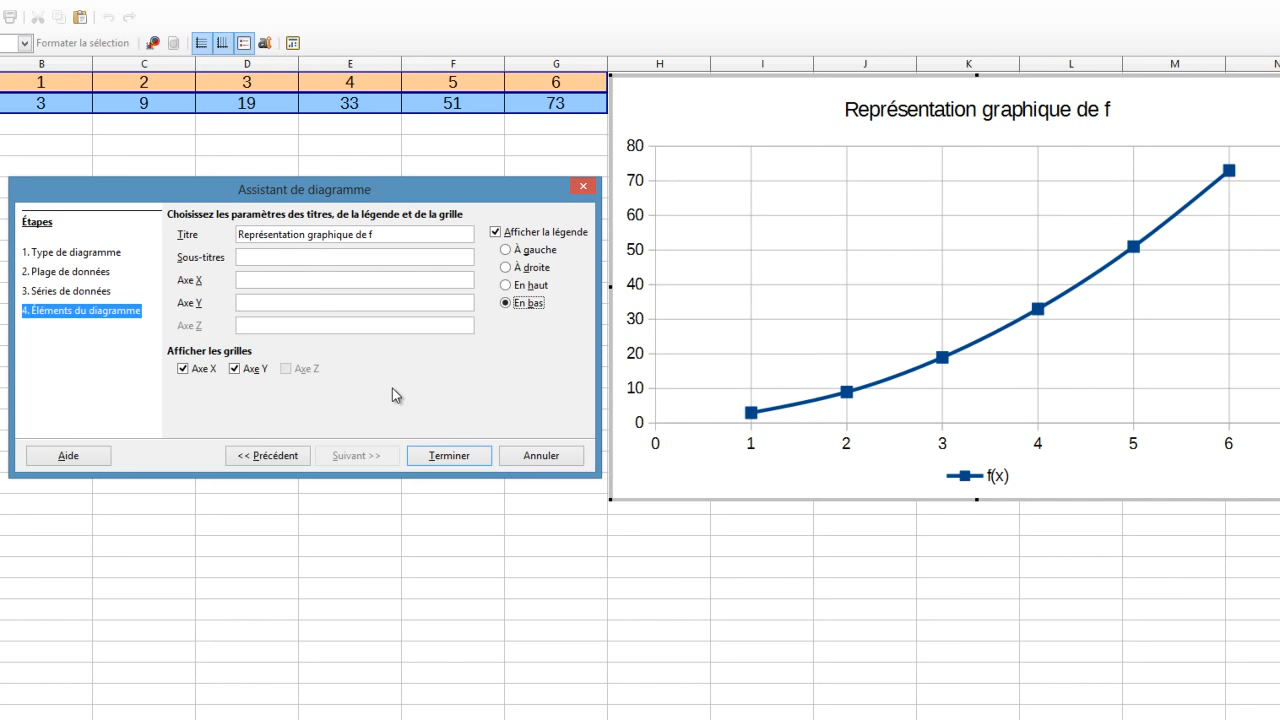 Formater la sélection
B C D E F G H I J K L M N
1 2 3 4 5 6
3 9 19 33 51 73
Assistant de diagramme
Étapes
1. Type de diagramme
2. Plage de données
3. Séries de données
4. Éléments du diagramme
Choisissez les paramètres des titres, de la légende et de la grille
Titre Représentation graphique de f
Sous-titres
Axe X
Axe Y
Axe Z
Afficher la légende
À gauche
À droite
En haut
En bas
Afficher les grilles
Axe X Axe Y Axe Z
Aide << Précédent Suivant >> Terminer Annuler
Représentation graphique de f
80
70
60
50
40
30
20
10
0
0 1 2 3 4 5 6
f(x)